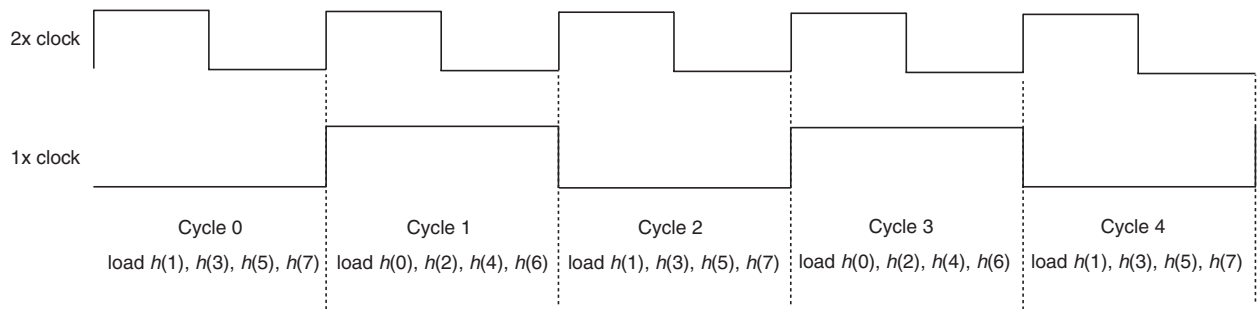 2x clock
1x clock
Cycle 0
Cycle 1
Cycle 2
Cycle 3
Cycle 4
load h(1), h(3), h(5), h(7)
load h(0), h(2), h(4), h(6)
load h(1), h(3), h(5), h(7)
load h(0), h(2), h(4), h(6)
load h(1), h(3), h(5), h(7)